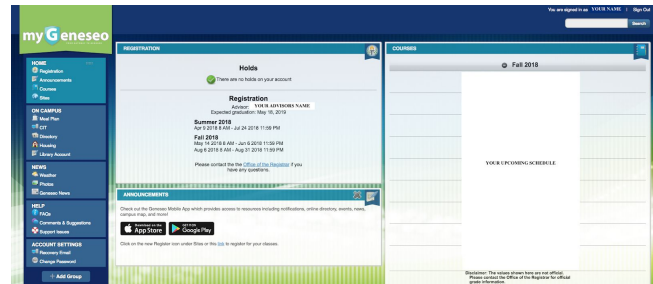 You are signed in as YOUR NAME | Sign Out
Search
my Geneseo
HOME
Registration
Announcements
Courses
Sites
ON CAMPUS
Meal Plan
CIT
Directory
Housing
Library Account
NEWS
Weather
Photos
Geneseo News
HELP
FAQs
Comments & Suggestions
Support Issues
ACCOUNT SETTINGS
Recovery Email
Change Password
+ Add Group
REGISTRATION
Holds
There are no holds on your account
Registration
Advisor: YOUR ADVISORS NAME
Expected graduation: May 18, 2019
Summer 2018
Apr 9 2018 8 AM - Jul 24 2018 11:59 PM
Fall 2018
May 14 2018 8 AM - Jun 6 2018 11:59 PM
Aug 6 2018 8 AM - Aug 31 2018 11:59 PM
Please contact the the Office of the Registrar if you
have any questions.
ANNOUNCEMENTS
Check out the Geneseo Mobile App which provides access to resources including notifications, online directory, events, news,
campus map, and more!
Download on the
App Store
GET IT ON
Google Play
Click on the new Register icon under Sites or this link to register for your classes.
COURSES
Fall 2018
YOUR UPCOMING SCHEDULE
Disclaimer: The values shown here are not official.
Please contact the Office of the Registrar for official
grade information.